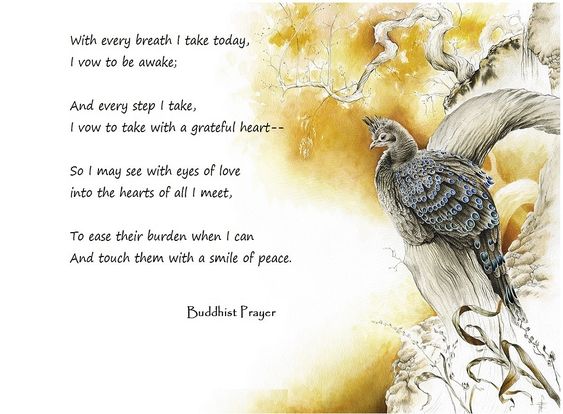 With every breath I take today,
I vow to be awake;
And every step I take,
I vow to take with a grateful heart--
So I may see with eyes of love
into the hearts of all I meet,
To ease their burden when I can
And touch them with a smile of peace.
Buddhist Prayer